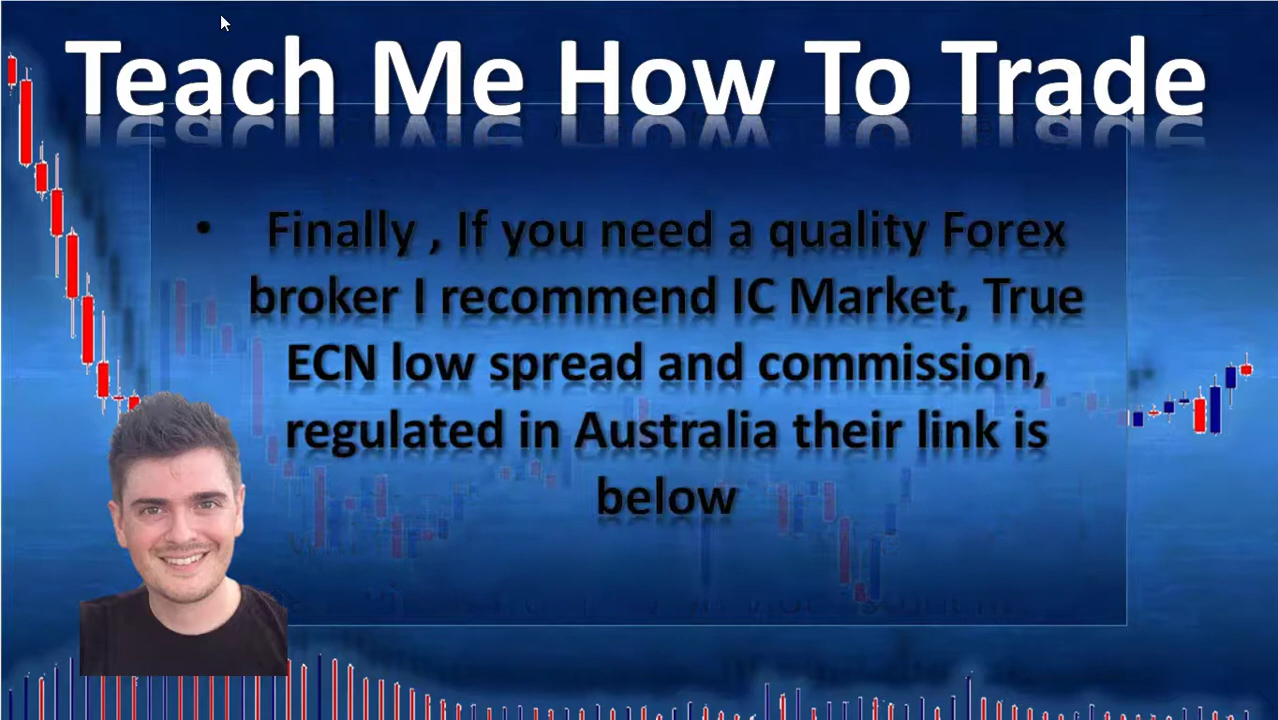 Teach Me How To Trade
• Finally , If you need a quality Forex
broker I recommend IC Market, True
ECN low spread and commission,
regulated in Australia their link is
below